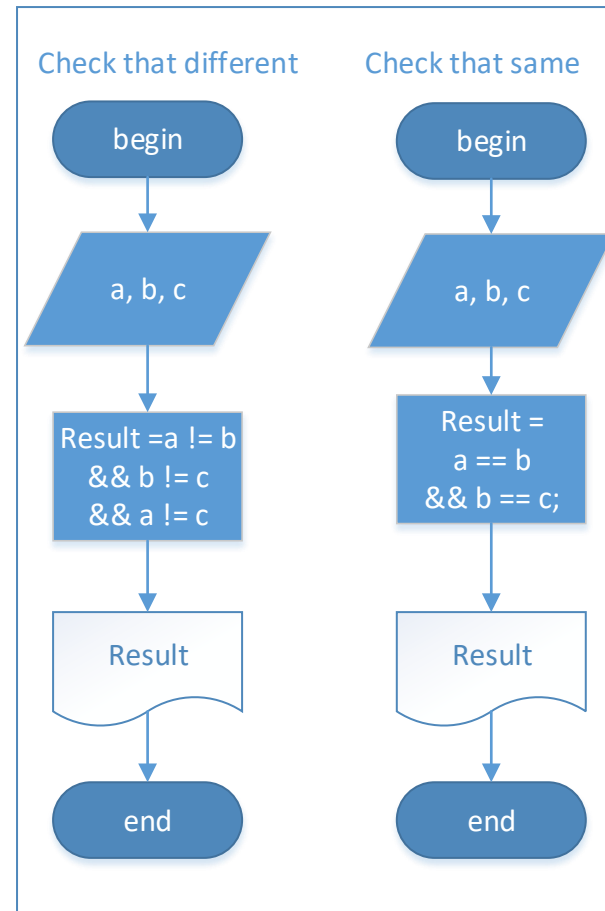 Check that different
begin
a, b, c
Result =a != b
&& b != c
&& a != c
Result
end
Check that same
begin
a, b, c
Result =
a == b
&& b == c;
Result
end